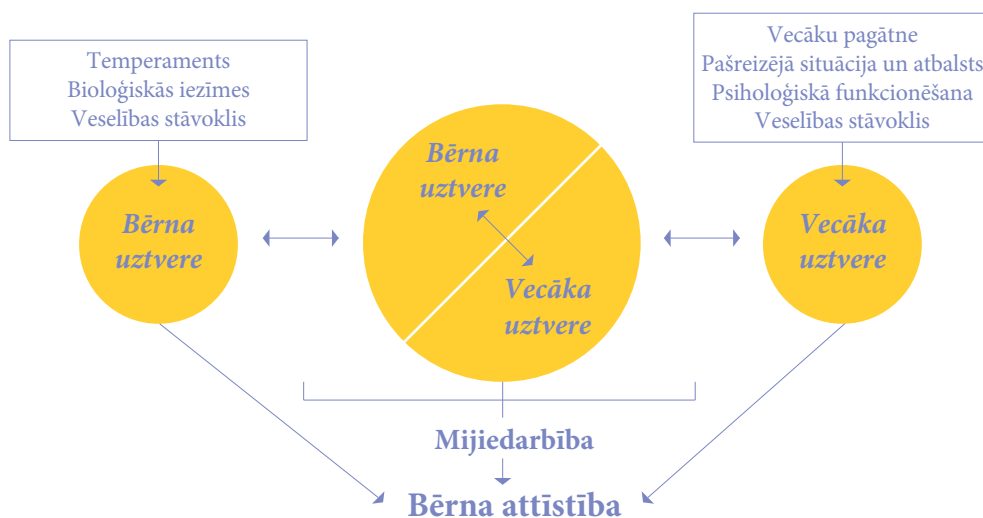 Temperaments
Bioloģiskās iezīmes
Veselības stāvoklis
Vecāku pagātne
Pašreizējā situācija un atbalsts
Psiholoģiskā funkcionēšana
Veselības stāvoklis
Bērna
uztvere
Bērna
uztvere
Vecāka
uztvere
Vecāka
uztvere
Mijiedarbība
Bērna attīstība